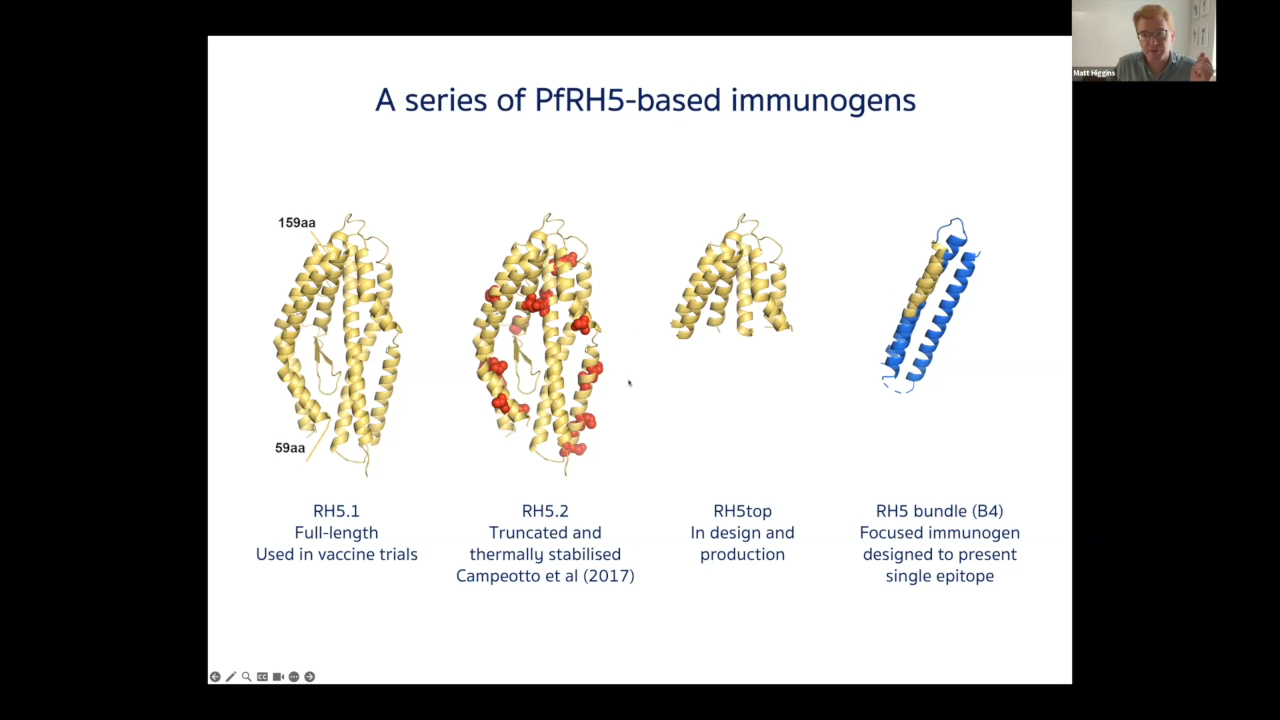 Matt Higgins
A series of PfRH5-based immunogens
159aa
59aa
RH5.1
Full-length
Used in vaccine trials
RH5.2
Truncated and
thermally stabilised
Campeotto et al (2017)
RH5top
In design and
production
RH5 bundle (B4)
Focused immunogen
designed to present
single epitope
CC